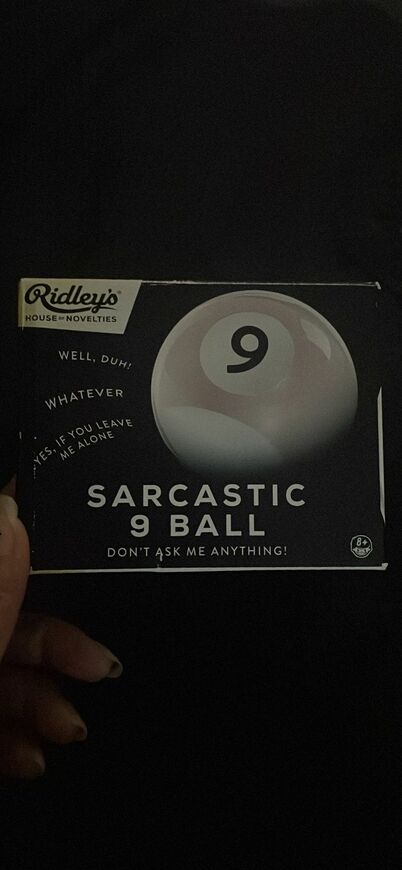 Ridley's
HOUSE OF NOVELTIES
9
WELL, DUH!
WHATEVER
YES, IF YOU LEAVE
ME ALONE
SARCASTIC
9 BALL
DON'T ASK ME ANYTHING!
8+